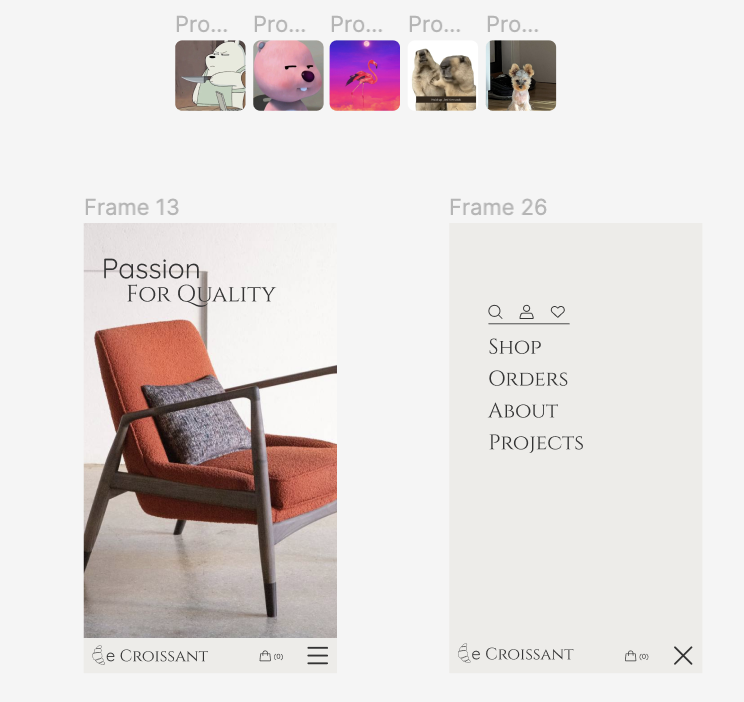 Pro... Pro... Pro... Pro... Pro...
Frame 13
Frame 26
Passion
For Quality
e Croissant
(0)
Shop
Orders
About
Projects
e Croissant
(0)